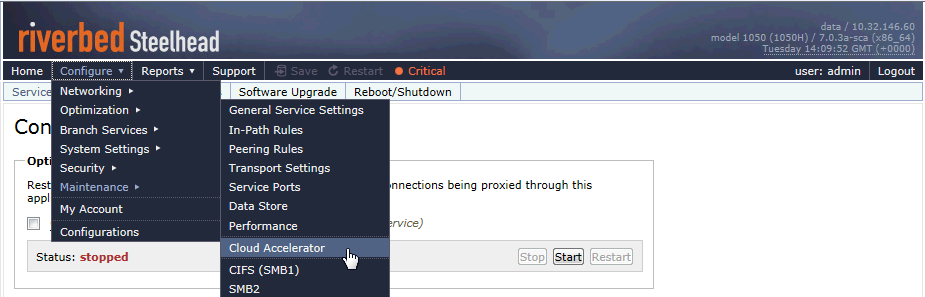 riverbed Steelhead
data / 10.32.146.60
model 1050 (1050H) / 7.0.3a-sca (x86_64)
Tuesday 14:09:52 GMT (+0000)
Home Configure ▾ Reports ▾ Support Save Restart Critical user: admin Logout
Service Software Upgrade Reboot/Shutdown
Networking ▸
Optimization ▸
Branch Services ▸
System Settings ▸
Security ▸
Maintenance ▸
My Account
Configurations
General Service Settings
In-Path Rules
Peering Rules
Transport Settings
Service Ports
Data Store
Performance
Cloud Accelerator
CIFS (SMB1)
SMB2
Con
Opti
Rest onnections being proxied through this
appl
ervice)
Status: stopped Stop Start Restart